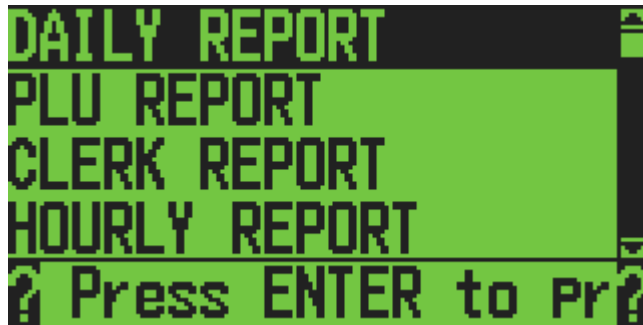 DAILY REPORT
PLU REPORT
CLERK REPORT
HOURLY REPORT
? Press ENTER to pr?